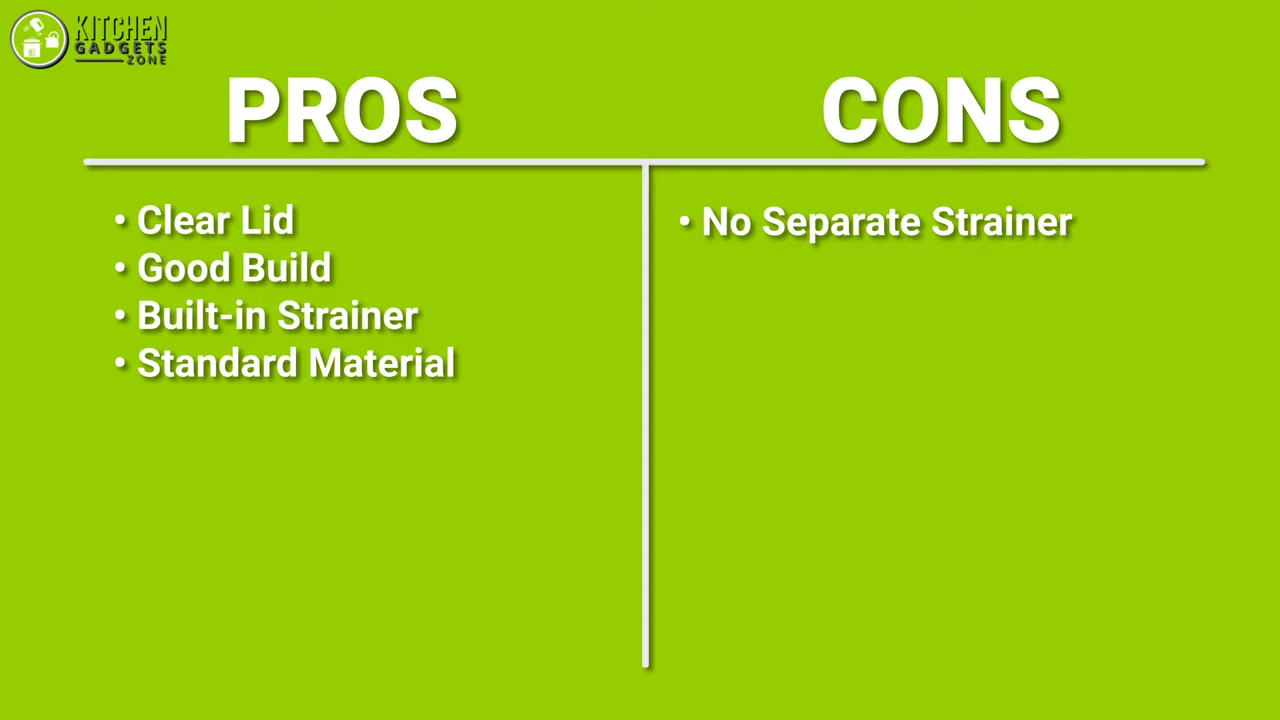 KITCHEN
GADGETS
ZONE
PROS
CONS
• Clear Lid
• Good Build
• Built-in Strainer
• Standard Material
• No Separate Strainer